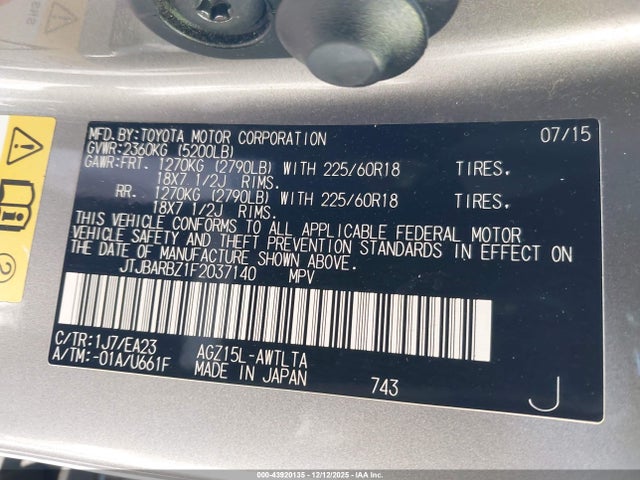 MFD.BY:TOYOTA MOTOR CORPORATION 07/15
GVWR:2360KG (5200LB)
GAWR:FRT. 1270KG (2790LB) WITH 225/60R18 TIRES.
18X7 1/2J RIMS.
RR. 1270KG (2790LB) WITH 225/60R18 TIRES.
18X7 1/2J RIMS.
THIS VEHICLE CONFORMS TO ALL APPLICABLE FEDERAL MOTOR
VEHICLE SAFETY AND THEFT PREVENTION STANDARDS IN EFFECT ON
THE DATE OF MANUFACTURE SHOWN ABOVE.
JTJBARBZ1F2037140 MPV
C/TR:1J7/EA23 AGZ15L-AWTLTA
A/TM:-01A/U661F MADE IN JAPAN 743 J
2
000-43920135 - 12/12/2025 - IAA Inc.